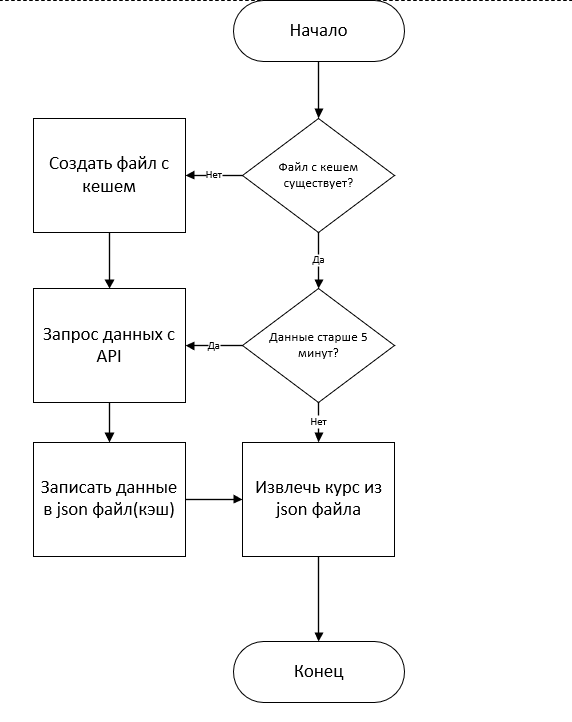 Начало
Создать файл с
кешем
Нет
Файл с кешем
существует?
Да
Запрос данных с
API
Да
Данные старше 5
минут?
Нет
Записать данные
в json файл(кэш)
Извлечь курс из
json файла
Конец